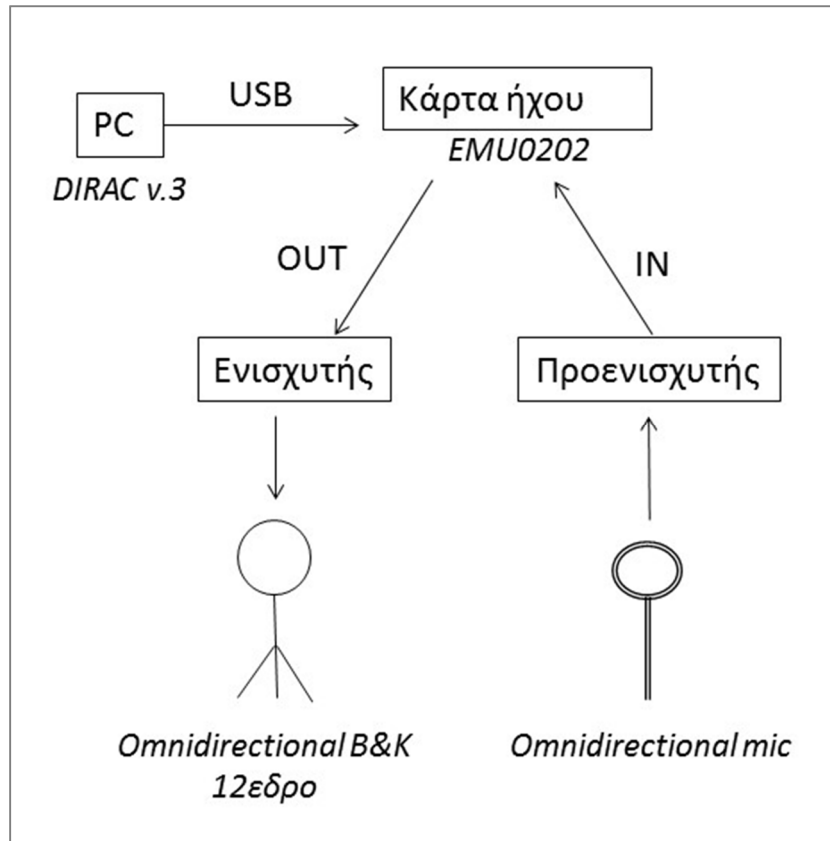 PC
USB
Κάρτα ήχου
DIRAC v.3
EMU0202
OUT
IN
Ενισχυτής
Προενισχυτής
Omnidirectional B&K
12εδρο
Omnidirectional mic